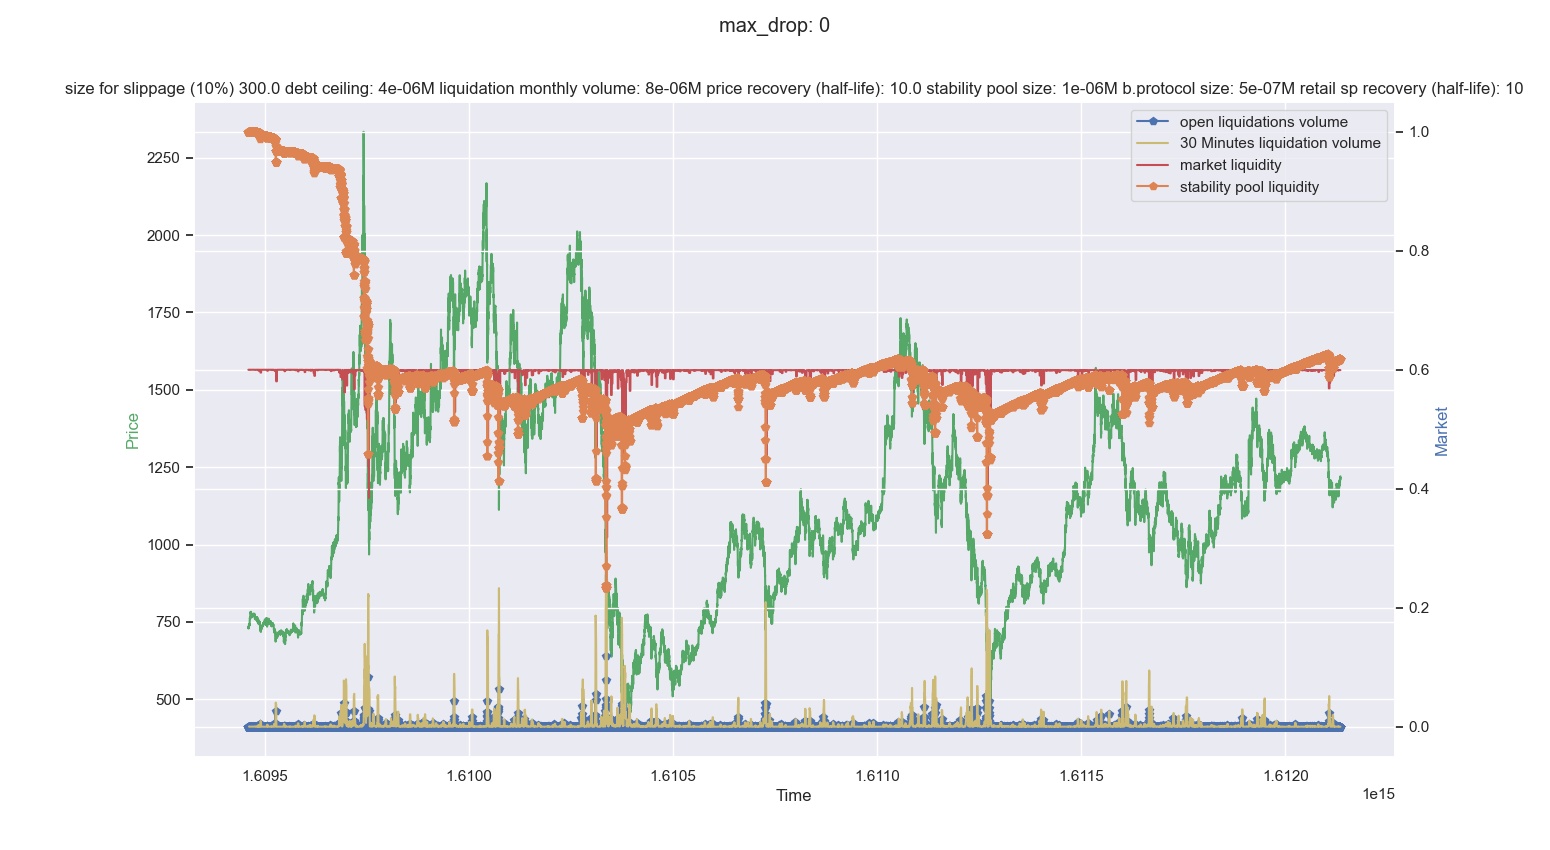 max_drop: 0
size for slippage (10%) 300.0 debt ceiling: 4e-06M liquidation monthly volume: 8e-06M price recovery (half-life): 10.0 stability pool size: 1e-06M b.protocol size: 5e-07M retail sp recovery (half-life): 10
open liquidations volume
30 Minutes liquidation volume
market liquidity
stability pool liquidity
2250
2000
1750
1500
1250
1000
750
500
Price
1.0
0.8
0.6
0.4
0.2
0.0
Market
1.6095 1.6100 1.6105 1.6110 1.6115 1.6120
Time
1e15